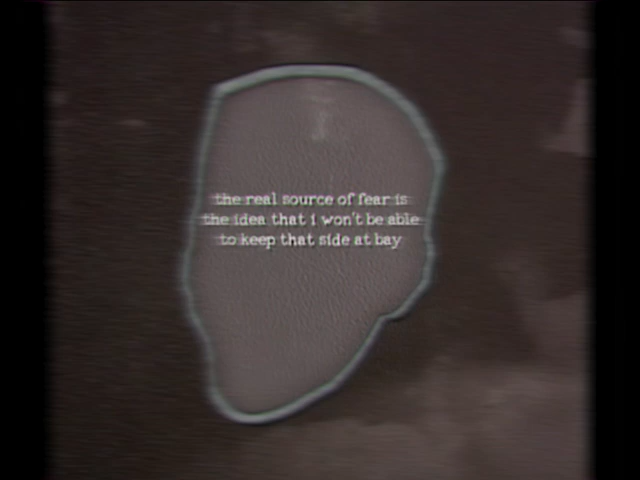 the real source of fear is
the idea that i won't be able
to keep that side at bay